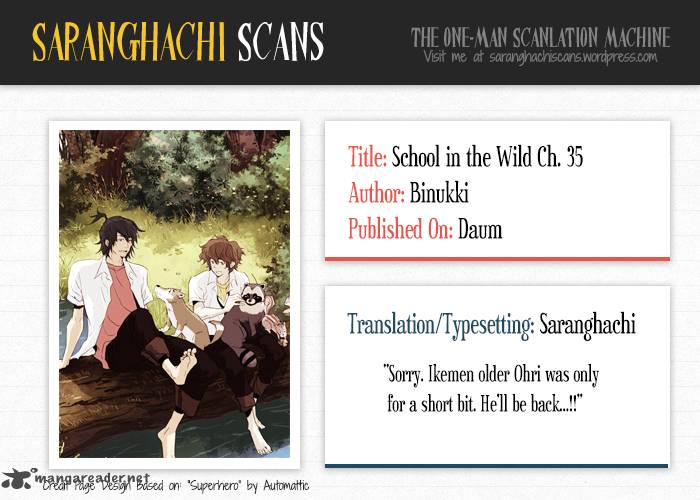 SARANGHACHI SCANS
THE ONE-MAN SCANLATION MACHINE
Visit me at saranghachiscans.wordpress.com
Title: School in the Wild Ch. 35
Author: Binukki
Published On: Daum
Translation/Typesetting: Saranghachi
"Sorry. Ikemen older Ohri was only
for a short bit. He'll be back...!!"
mangareader.net
Credit Page Design Based on: "Superhero" by Automattic